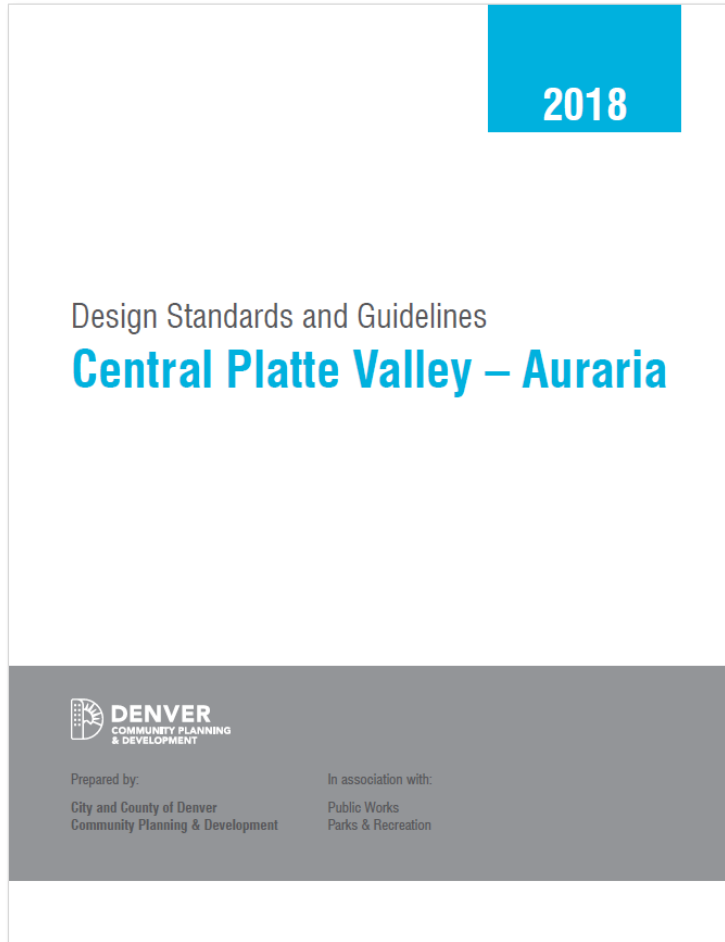 2018
Design Standards and Guidelines
Central Platte Valley – Auraria
DENVER
COMMUNITY PLANNING
& DEVELOPMENT
Prepared by:
City and County of Denver
Community Planning & Development
In association with:
Public Works
Parks & Recreation